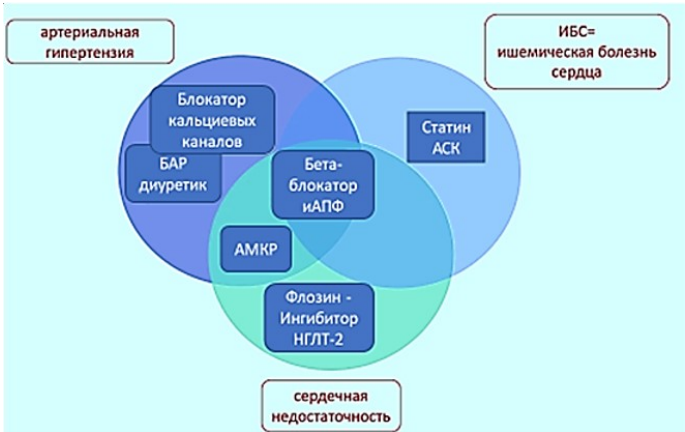 артериальная
гипертензия
ИБС=
ишемическая болезнь
сердца
Блокатор
кальциевых
каналов
БАР
диуретик
Бета-
блокатор
иАПФ
Статин
АСК
АМКР
Флозин -
Ингибитор
НГЛТ-2
сердечная
недостаточность